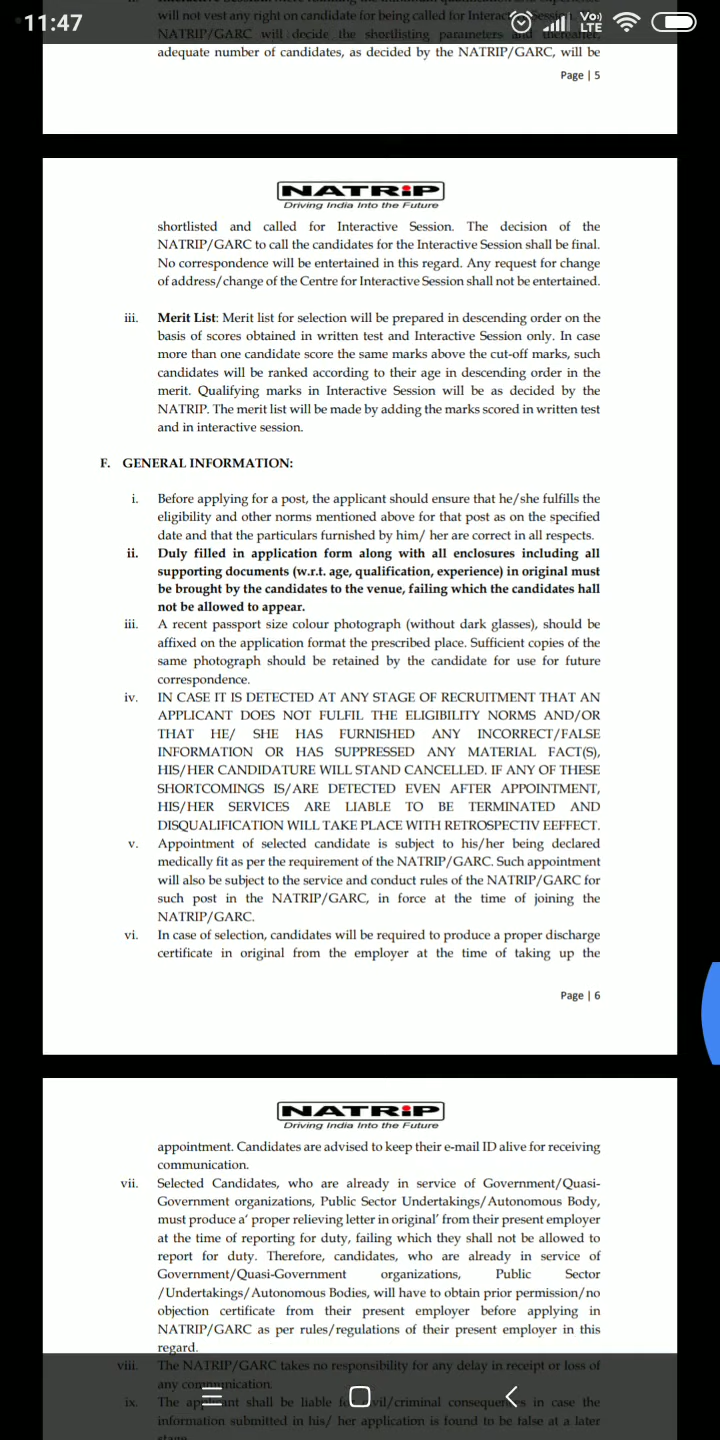 11:47
Vo)) LTE
will not vest any right on candidate for being called for Interactive Session.
NATRIP/GARC will decide the shortlisting parameters and thereafter,
adequate number of candidates, as decided by the NATRIP/GARC, will be
Page | 5
NATRiP
Driving India Into the Future
shortlisted and called for Interactive Session. The decision of the
NATRIP/GARC to call the candidates for the Interactive Session shall be final.
No correspondence will be entertained in this regard. Any request for change
of address/change of the Centre for Interactive Session shall not be entertained.
iii. Merit List: Merit list for selection will be prepared in descending order on the
basis of scores obtained in written test and Interactive Session only. In case
more than one candidate score the same marks above the cut-off marks, such
candidates will be ranked according to their age in descending order in the
merit. Qualifying marks in Interactive Session will be as decided by the
NATRIP. The merit list will be made by adding the marks scored in written test
and in interactive session.
F. GENERAL INFORMATION:
i. Before applying for a post, the applicant should ensure that he/she fulfills the
eligibility and other norms mentioned above for that post as on the specified
date and that the particulars furnished by him/ her are correct in all respects.
ii. Duly filled in application form along with all enclosures including all
supporting documents (w.r.t. age, qualification, experience) in original must
be brought by the candidates to the venue, failing which the candidates hall
not be allowed to appear.
iii. A recent passport size colour photograph (without dark glasses), should be
affixed on the application format the prescribed place. Sufficient copies of the
same photograph should be retained by the candidate for use for future
correspondence.
iv. IN CASE IT IS DETECTED AT ANY STAGE OF RECRUITMENT THAT AN
APPLICANT DOES NOT FULFIL THE ELIGIBILITY NORMS AND/OR
THAT HE/ SHE HAS FURNISHED ANY INCORRECT/FALSE
INFORMATION OR HAS SUPPRESSED ANY MATERIAL FACT(S),
HIS/HER CANDIDATURE WILL STAND CANCELLED. IF ANY OF THESE
SHORTCOMINGS IS/ARE DETECTED EVEN AFTER APPOINTMENT,
HIS/HER SERVICES ARE LIABLE TO BE TERMINATED AND
DISQUALIFICATION WILL TAKE PLACE WITH RETROSPECTIV EEFFECT.
v. Appointment of selected candidate is subject to his/her being declared
medically fit as per the requirement of the NATRIP/GARC. Such appointment
will also be subject to the service and conduct rules of the NATRIP/GARC for
such post in the NATRIP/GARC, in force at the time of joining the
NATRIP/GARC.
vi. In case of selection, candidates will be required to produce a proper discharge
certificate in original from the employer at the time of taking up the
Page | 6
NATRiP
Driving India Into the Future
appointment. Candidates are advised to keep their e-mail ID alive for receiving
communication.
vii. Selected Candidates, who are already in service of Government/Quasi-
Government organizations, Public Sector Undertakings/Autonomous Body,
must produce a' proper relieving letter in original' from their present employer
at the time of reporting for duty, failing which they shall not be allowed to
report for duty. Therefore, candidates, who are already in service of
Government/Quasi-Government organizations, Public Sector
/Undertakings/Autonomous Bodies, will have to obtain prior permission/no
objection certificate from their present employer before applying in
NATRIP/GARC as per rules/regulations of their present employer in this
regard.
viii. The NATRIP/GARC takes no responsibility for any delay in receipt or loss of
any communication.
ix. The applicant shall be liable for civil/criminal consequences in case the
information submitted in his/ her application is found to be false at a later
stage.